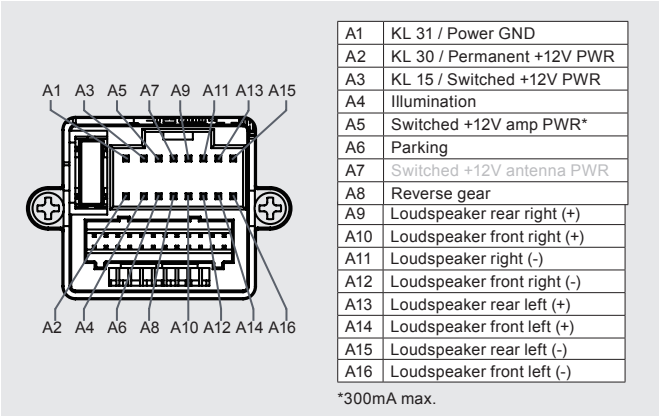 A1 A3 A5 A7 A9 A11 A13 A15
A2 A4 A6 A8 A10 A12 A14 A16
A1 KL 31 / Power GND
A2 KL 30 / Permanent +12V PWR
A3 KL 15 / Switched +12V PWR
A4 Illumination
A5 Switched +12V amp PWR*
A6 Parking
A7 Switched +12V antenna PWR
A8 Reverse gear
A9 Loudspeaker rear right (+)
A10 Loudspeaker front right (+)
A11 Loudspeaker right (-)
A12 Loudspeaker front right (-)
A13 Loudspeaker rear left (+)
A14 Loudspeaker front left (+)
A15 Loudspeaker rear left (-)
A16 Loudspeaker front left (-)
*300mA max.